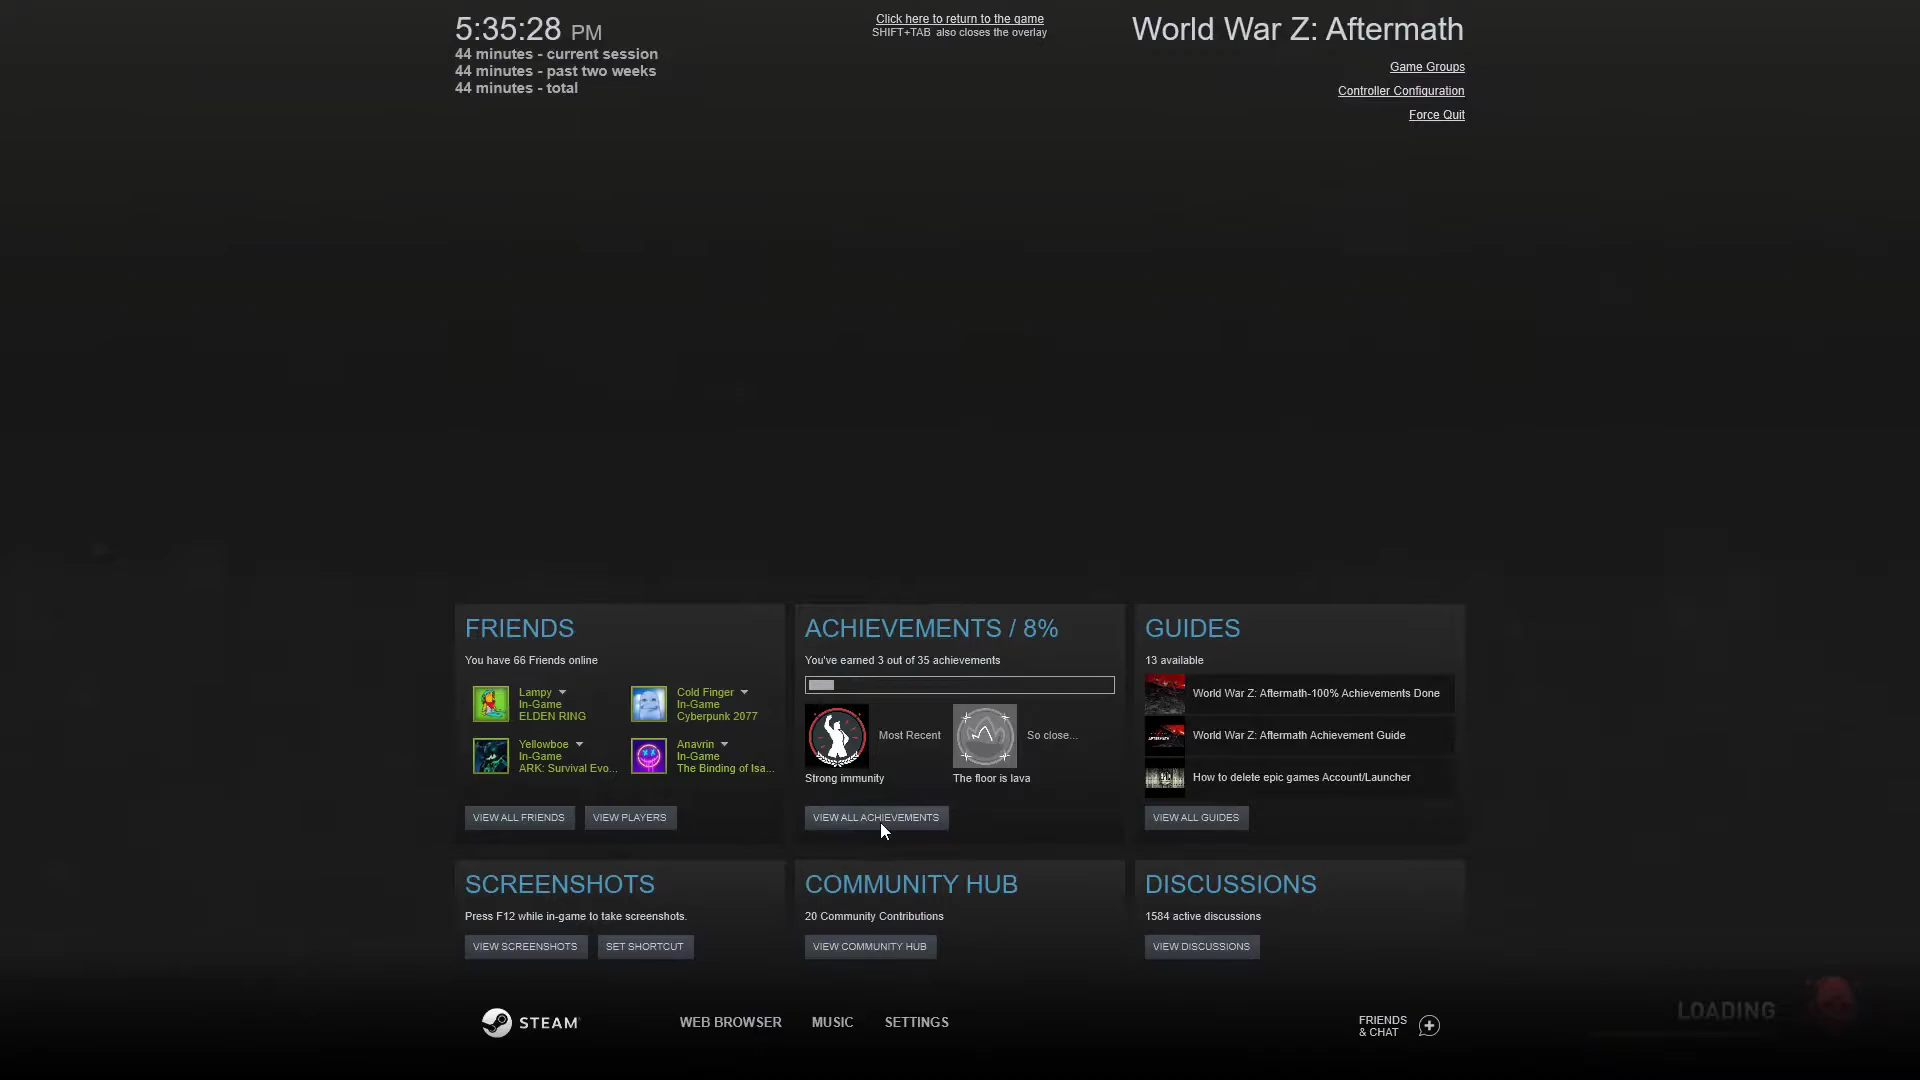 5:35:28 PM
44 minutes - current session
44 minutes - past two weeks
44 minutes - total
Click here to return to the game
SHIFT+TAB also closes the overlay
World War Z: Aftermath
Game Groups
Controller Configuration
Force Quit
FRIENDS
You have 66 Friends online
Lampy
In-Game
ELDEN RING
Cold Finger
In-Game
Cyberpunk 2077
Yellowboe
In-Game
ARK: Survival Evo...
Anavrin
In-Game
The Binding of Isa...
VIEW ALL FRIENDS
VIEW PLAYERS
ACHIEVEMENTS / 8%
You've earned 3 out of 35 achievements
Most Recent
So close...
Strong immunity
The floor is lava
VIEW ALL ACHIEVEMENTS
GUIDES
13 available
World War Z: Aftermath-100% Achievements Done
World War Z: Aftermath Achievement Guide
How to delete epic games Account/Launcher
VIEW ALL GUIDES
SCREENSHOTS
Press F12 while in-game to take screenshots.
VIEW SCREENSHOTS
SET SHORTCUT
COMMUNITY HUB
20 Community Contributions
VIEW COMMUNITY HUB
DISCUSSIONS
1584 active discussions
VIEW DISCUSSIONS
STEAM
WEB BROWSER
MUSIC
SETTINGS
FRIENDS
& CHAT
LOADING